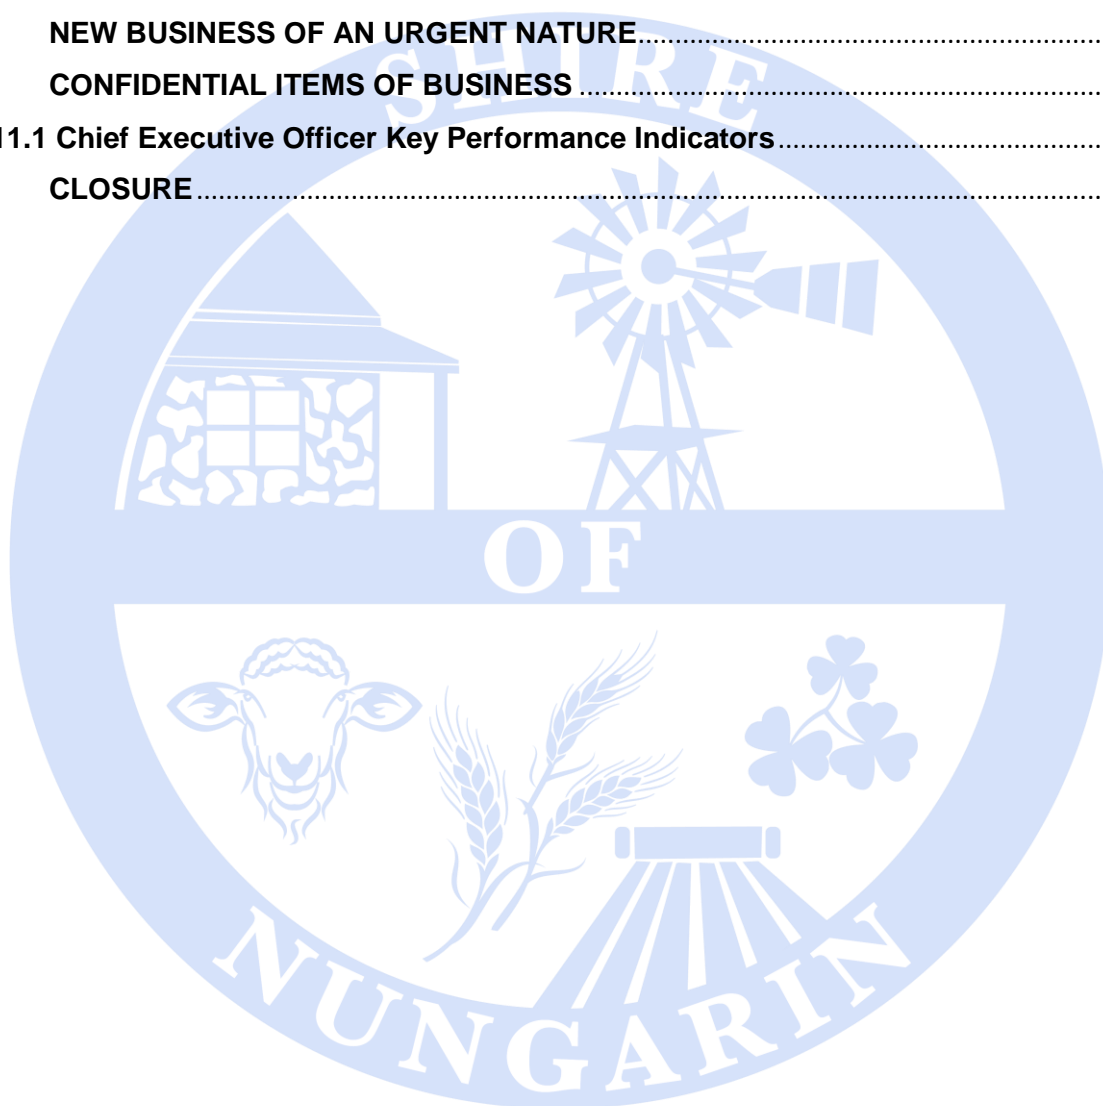 NEW BUSINESS OF AN URGENT NATURE
CONFIDENTIAL ITEMS OF BUSINESS
11.1 Chief Executive Officer Key Performance Indicators
CLOSURE
SHIRE
OF
NUNGARIN